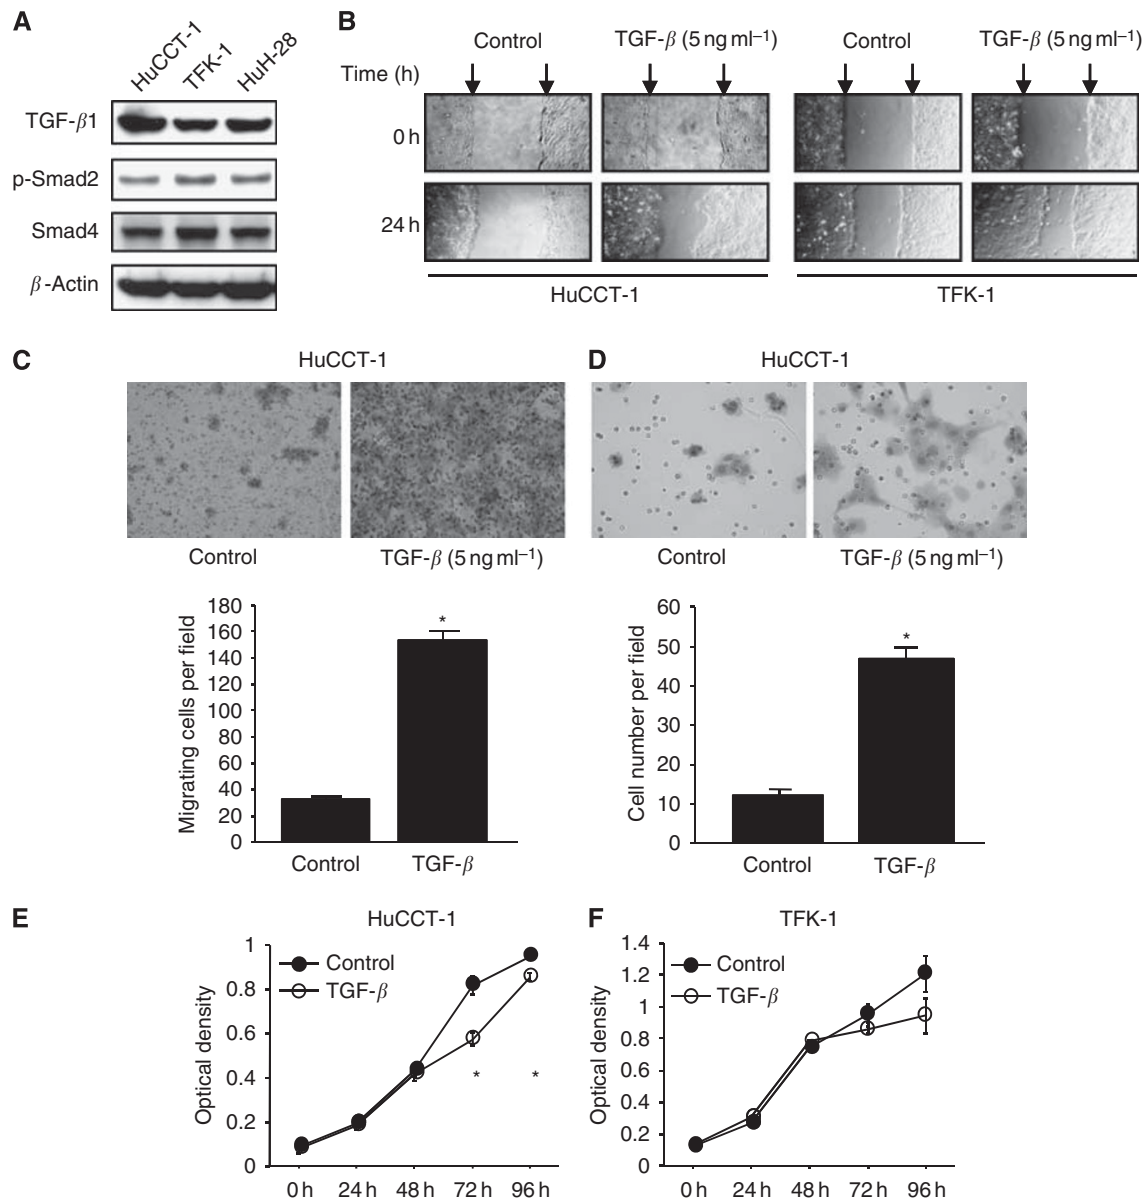 A
HuCCT-1
TFK-1
HuH-28
TGF-β1
p-Smad2
Smad4
β-Actin
B
Control
TGF-β (5 ng ml–1)
Control
TGF-β (5 ng ml–1)
Time (h)
0 h
24 h
HuCCT-1
TFK-1
C
HuCCT-1
Control
TGF-β (5 ng ml–1)
Migrating cells per field
180
160
140
120
100
80
60
40
20
0
*
Control
TGF-β
D
HuCCT-1
Control
TGF-β (5 ng ml–1)
Cell number per field
60
50
40
30
20
10
0
*
Control
TGF-β
E
HuCCT-1
Optical density
1
0.8
0.6
0.4
0.2
0
Control
TGF-β
* *
0 h 24 h 48 h 72 h 96 h
F
TFK-1
Optical density
1.4
1.2
1
0.8
0.6
0.4
0.2
0
Control
TGF-β
0 h 24 h 48 h 72 h 96 h